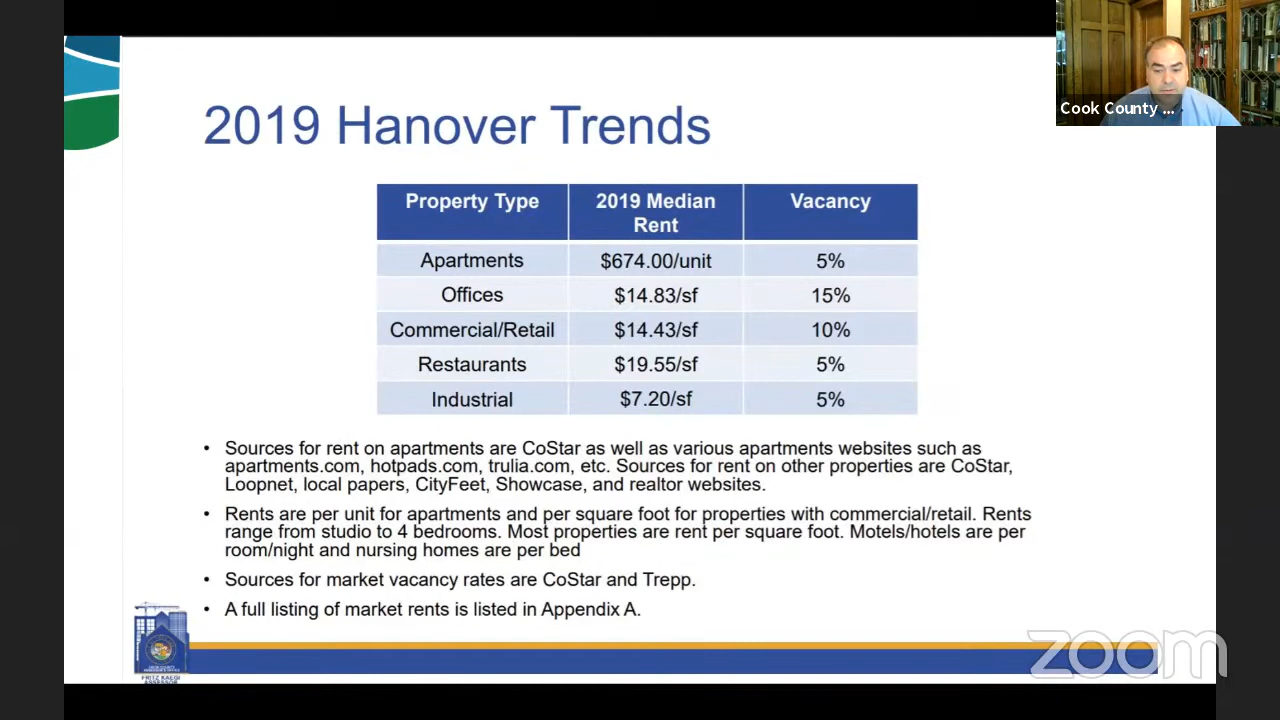 Cook County ...
2019 Hanover Trends
Property Type 2019 Median Rent Vacancy
Apartments $674.00/unit 5%
Offices $14.83/sf 15%
Commercial/Retail $14.43/sf 10%
Restaurants $19.55/sf 5%
Industrial $7.20/sf 5%
• Sources for rent on apartments are CoStar as well as various apartments websites such as
apartments.com, hotpads.com, trulia.com, etc. Sources for rent on other properties are CoStar,
Loopnet, local papers, CityFeet, Showcase, and realtor websites.
• Rents are per unit for apartments and per square foot for properties with commercial/retail. Rents
range from studio to 4 bedrooms. Most properties are rent per square foot. Motels/hotels are per
room/night and nursing homes are per bed
• Sources for market vacancy rates are CoStar and Trepp.
• A full listing of market rents is listed in Appendix A.
COOK COUNTY
ASSESSOR'S OFFICE
FRITZ KAEGI
ASSESSOR
zoom